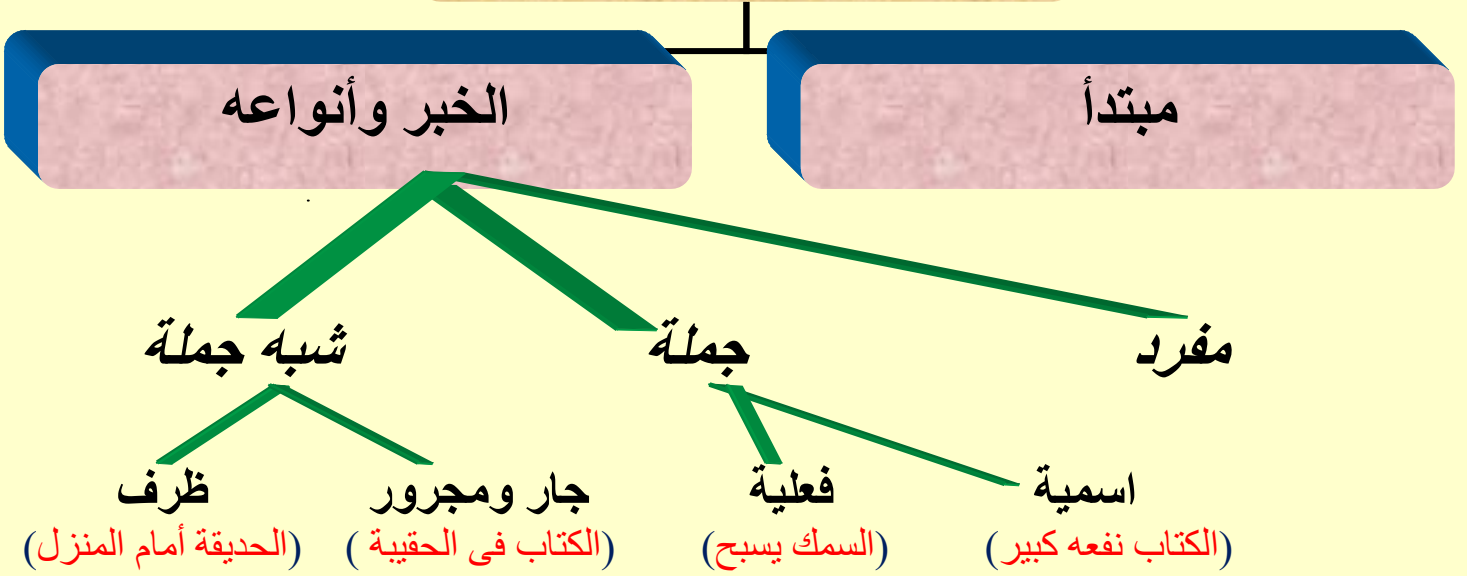 مبتدأ
الخبر وأنواعه
مفرد
جملة
شبه جملة
اسمية
فعلية
جار ومجرور
ظرف
(الكتاب نفعه كبير)
(السمك يسبح)
(الكتاب فى الحقيبة )
(الحديقة أمام المنزل)